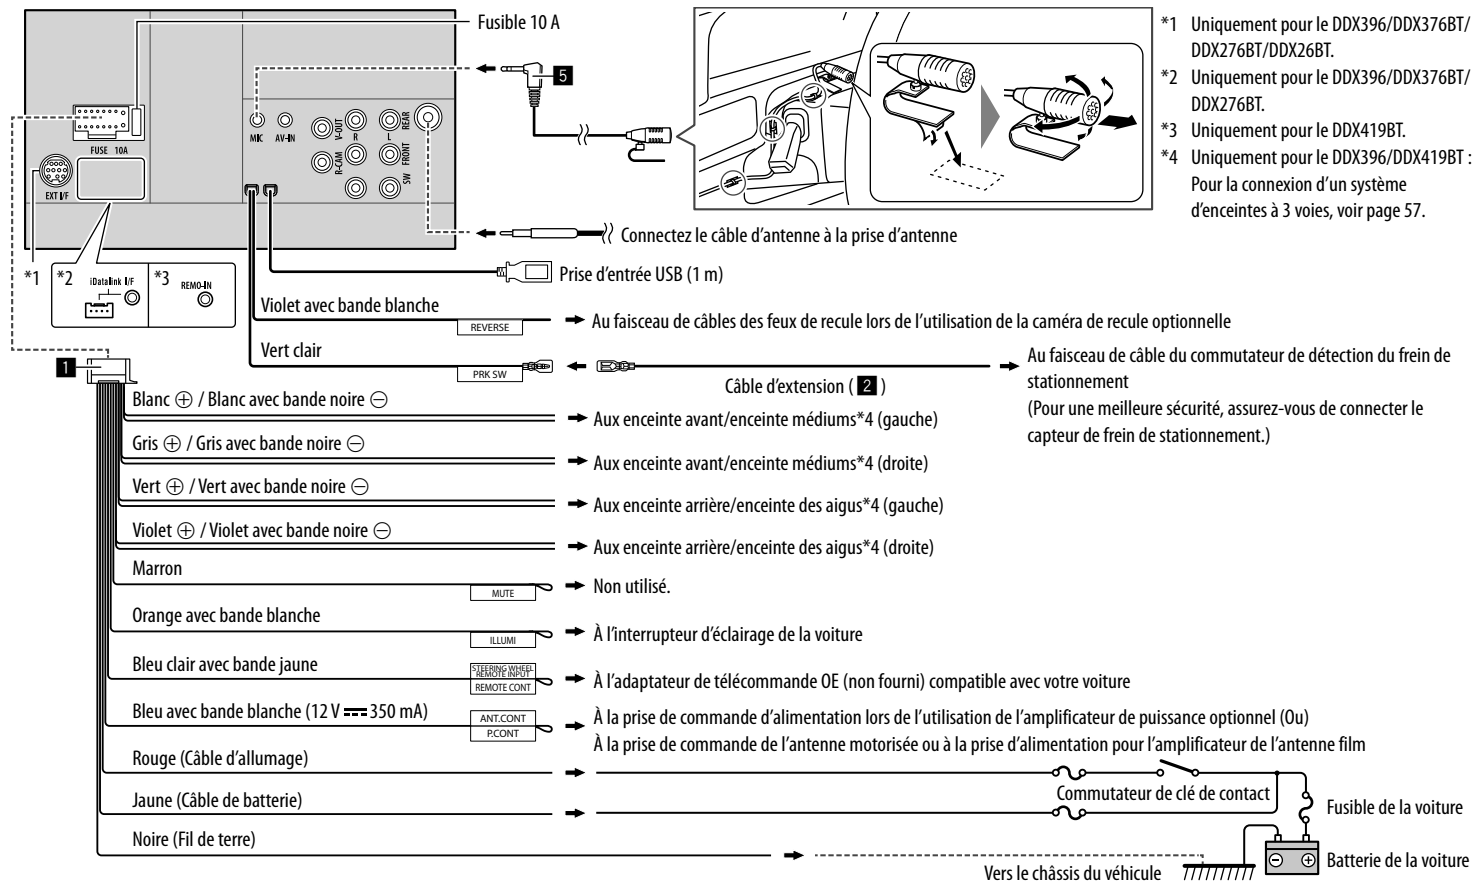 Fusible 10 A
5
FUSE 10A
EXT I/F
MIC
AV-IN
V-OUT
R-CAM
R
L
REAR
FRONT
SW
*1 Uniquement pour le DDX396/DDX376BT/
DDX276BT/DDX26BT.
*2 Uniquement pour le DDX396/DDX376BT/
DDX276BT.
*3 Uniquement pour le DDX419BT.
*4 Uniquement pour le DDX396/DDX419BT :
Pour la connexion d’un système
d’enceintes à 3 voies, voir page 57.
Connectez le câble d’antenne à la prise d’antenne
*1
*2
iDatalink I/F
*3
REMO-IN
Prise d’entrée USB (1 m)
Violet avec bande blanche
REVERSE
Au faisceau de câbles des feux de recule lors de l’utilisation de la caméra de recule optionnelle
Vert clair
PRK SW
Câble d’extension ( 2 )
Au faisceau de câble du commutateur de détection du frein de
stationnement
(Pour une meilleure sécurité, assurez-vous de connecter le
capteur de frein de stationnement.)
1
Blanc ⊕ / Blanc avec bande noire ⊖
Aux enceinte avant/enceinte médiums*4 (gauche)
Gris ⊕ / Gris avec bande noire ⊖
Aux enceinte avant/enceinte médiums*4 (droite)
Vert ⊕ / Vert avec bande noire ⊖
Aux enceinte arrière/enceinte des aigus*4 (gauche)
Violet ⊕ / Violet avec bande noire ⊖
Aux enceinte arrière/enceinte des aigus*4 (droite)
Marron
MUTE
Non utilisé.
Orange avec bande blanche
ILLUMI
À l’interrupteur d’éclairage de la voiture
Bleu clair avec bande jaune
STEERING WHEEL
REMOTE INPUT
REMOTE CONT
À l’adaptateur de télécommande OE (non fourni) compatible avec votre voiture
Bleu avec bande blanche (12 V ⎓ 350 mA)
ANT.CONT
P.CONT
À la prise de commande d’alimentation lors de l’utilisation de l’amplificateur de puissance optionnel (Ou)
À la prise de commande de l’antenne motorisée ou à la prise d’alimentation pour l’amplificateur de l’antenne film
Rouge (Câble d’allumage)
Commutateur de clé de contact
Jaune (Câble de batterie)
Fusible de la voiture
Noire (Fil de terre)
Vers le châssis du véhicule
⊖ ⊕
Batterie de la voiture